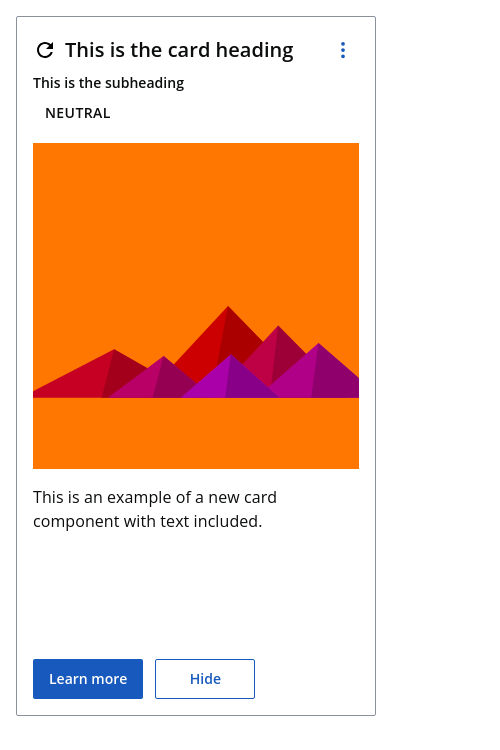 This is the card heading
This is the subheading
NEUTRAL
This is an example of a new card
component with text included.
Learn more
Hide